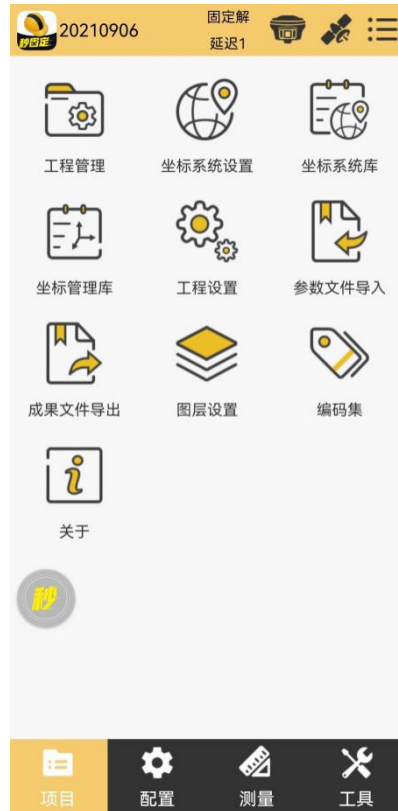 秒固定
20210906
固定解
延迟1
工程管理
坐标系统设置
坐标系统库
坐标管理库
工程设置
参数文件导入
成果文件导出
图层设置
编码集
关于
秒
项目
配置
测量
工具